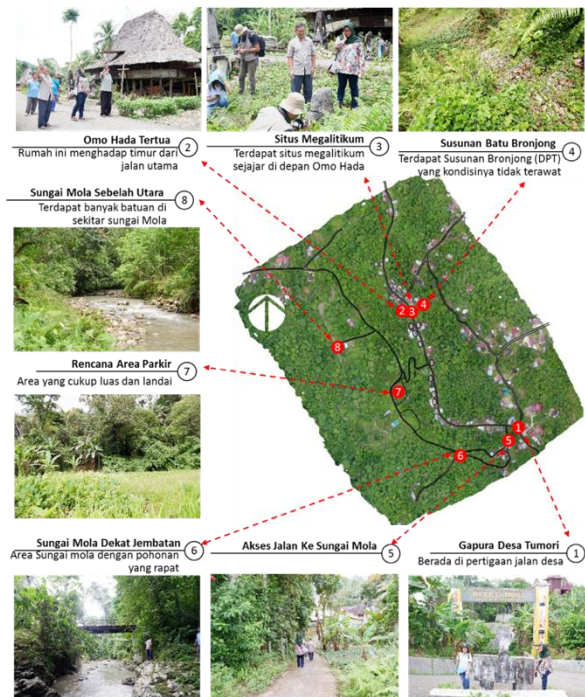 Omo Hada Tertua
2
Rumah ini menghadap timur dari
jalan utama
Situs Megalitikum
3
Terdapat situs megalitikum
sejajar di depan Omo Hada
Susunan Batu Bronjong
4
Terdapat Susunan Bronjong (DPT)
yang kondisinya tidak terawat
Sungai Mola Sebelah Utara
8
Terdapat banyak batuan di
sekitar sungai Mola
Rencana Area Parkir
7
Area yang cukup luas dan landai
2
3
4
8
7
1
5
6
Sungai Mola Dekat Jembatan
6
Area Sungai mola dengan pohonan
yang rapat
Akses Jalan Ke Sungai Mola
5
Gapura Desa Tumori
1
Berada di pertigaan jalan desa
DESA TUMORI